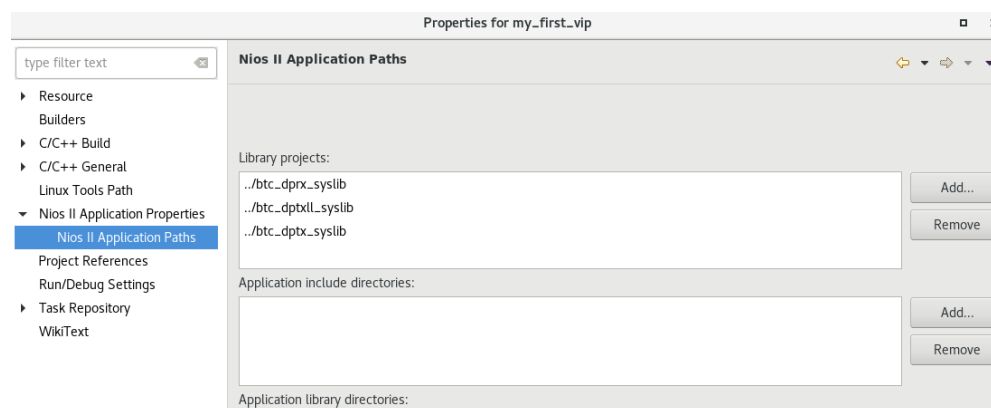 Properties for my_first_vip
type filter text
Nios II Application Paths
Resource
Builders
C/C++ Build
C/C++ General
Linux Tools Path
Nios II Application Properties
Nios II Application Paths
Project References
Run/Debug Settings
Task Repository
WikiText
Library projects:
../btc_dprx_syslib
../btc_dptxll_syslib
../btc_dptx_syslib
Add...
Remove
Application include directories:
Add...
Remove
Application library directories: